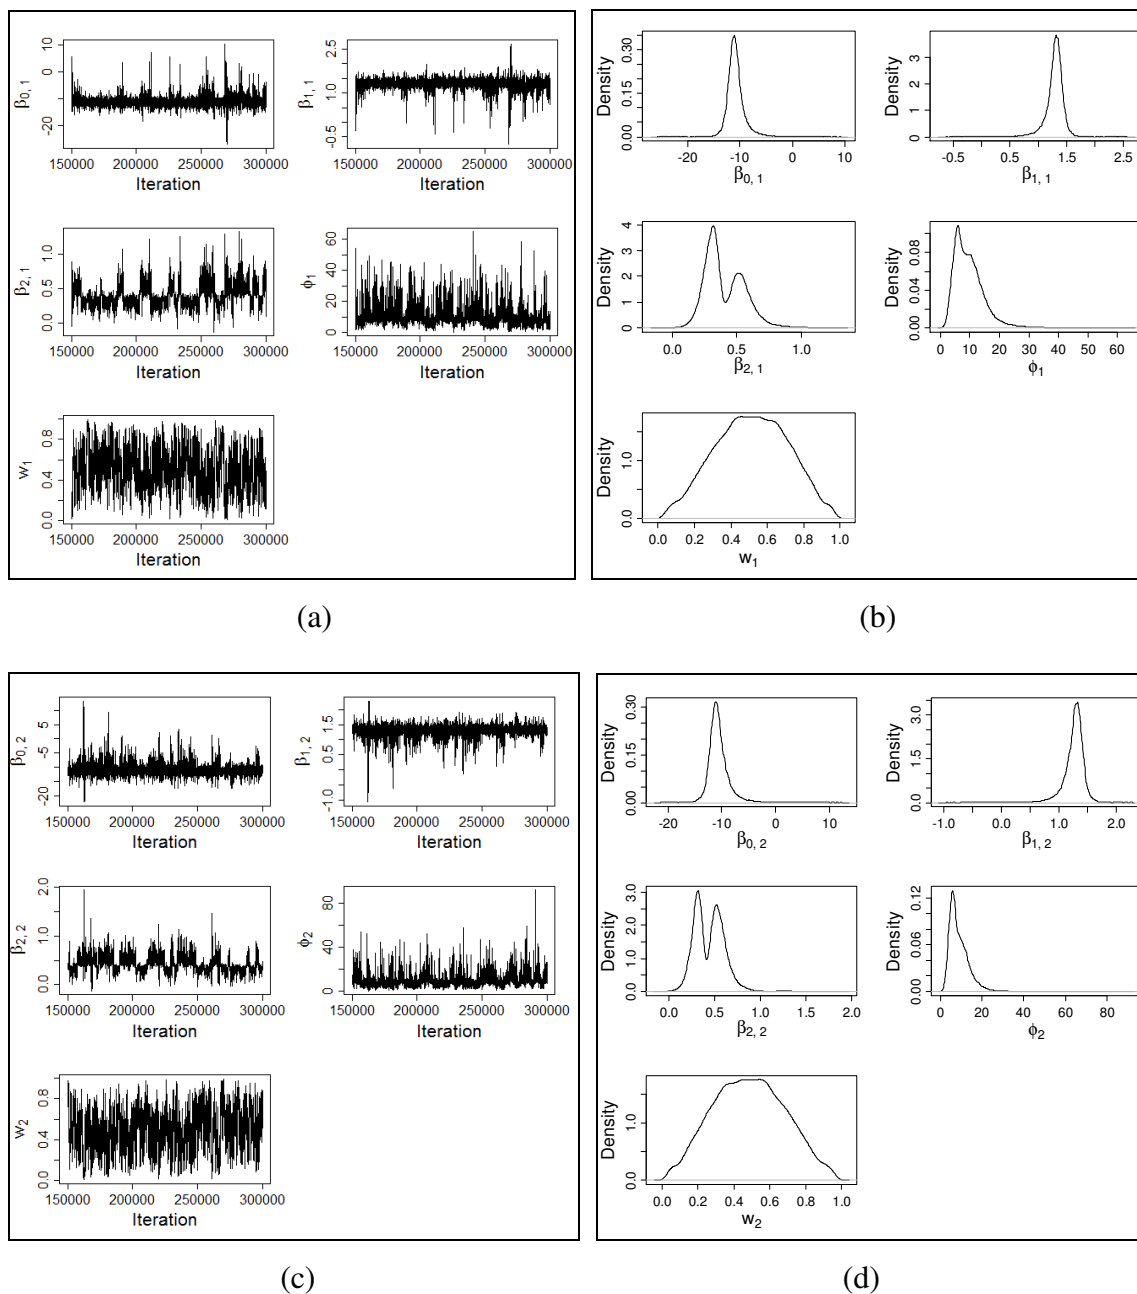 β0, 1
-20 0 10
150000 200000 250000 300000
Iteration
β1, 1
-0.5 1.0 2.5
150000 200000 250000 300000
Iteration
β2, 1
0.0 0.5 1.0
150000 200000 250000 300000
Iteration
ϕ1
0 20 40 60
150000 200000 250000 300000
Iteration
w1
0.0 0.4 0.8
150000 200000 250000 300000
Iteration
(a)
Density
0.00 0.15 0.30
-20 -10 0 10
β0, 1
Density
0 1 2 3
-0.5 0.5 1.5 2.5
β1, 1
Density
0 1 2 3 4
0.0 0.5 1.0
β2, 1
Density
0.00 0.04 0.08
0 10 20 30 40 50 60
ϕ1
Density
0.0 1.0
0.0 0.2 0.4 0.6 0.8 1.0
w1
(b)
β0, 2
-20 -5 5
150000 200000 250000 300000
Iteration
β1, 2
-1.0 0.5 1.5
150000 200000 250000 300000
Iteration
β2, 2
0.0 1.0 2.0
150000 200000 250000 300000
Iteration
ϕ2
0 40 80
150000 200000 250000 300000
Iteration
w2
0.0 0.4 0.8
150000 200000 250000 300000
Iteration
(c)
Density
0.00 0.15 0.30
-20 -10 0 10
β0, 2
Density
0.0 1.5 3.0
-1.0 0.0 1.0 2.0
β1, 2
Density
0.0 1.0 2.0 3.0
0.0 0.5 1.0 1.5 2.0
β2, 2
Density
0.00 0.06 0.12
0 20 40 60 80
ϕ2
Density
0.0 1.0
0.0 0.2 0.4 0.6 0.8 1.0
w2
(d)